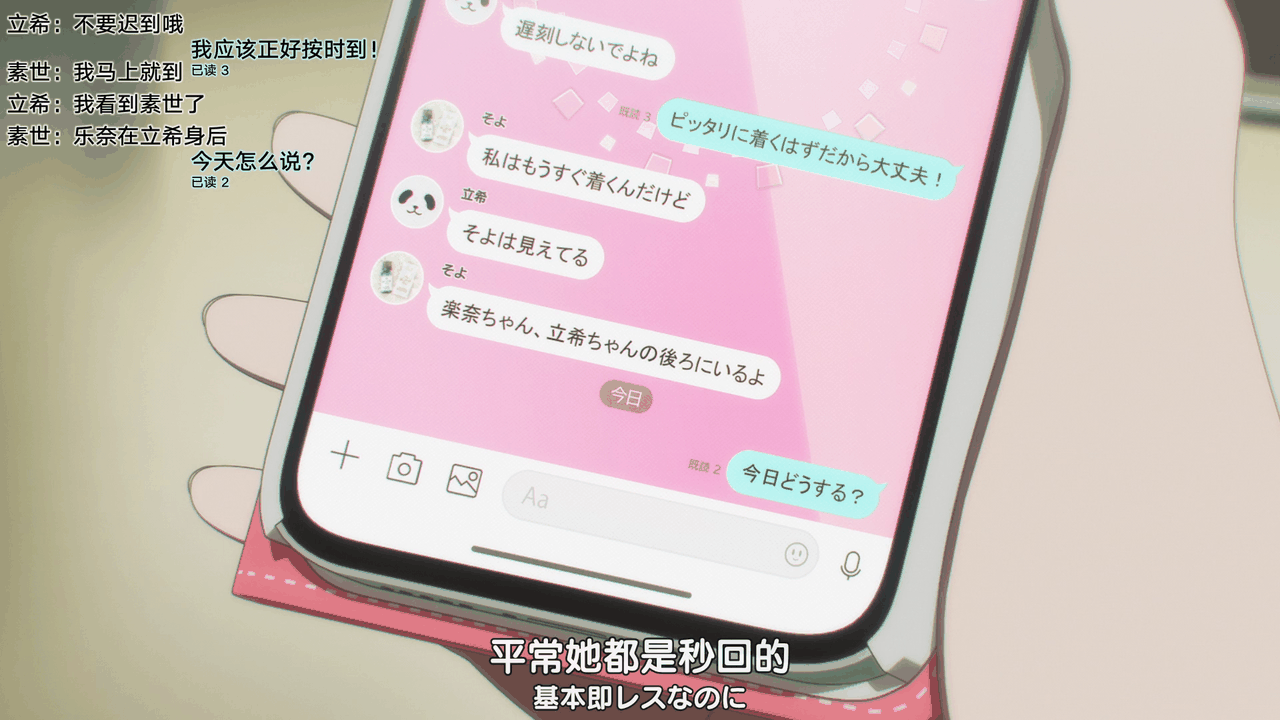 立希：不要迟到哦
我应该正好按时到！
已读 3
素世：我马上就到
立希：我看到素世了
素世：乐奈在立希身后
今天怎么说？
已读 2
遅刻しないでよね
既読 3
ピッタリに着くはずだから大丈夫！
そよ
私はもうすぐ着くんだけど
立希
そよは見えてる
そよ
楽奈ちゃん、立希ちゃんの後ろにいるよ
今日
既読 2
今日どうする？
Aa
平常她都是秒回的
基本即レスなのに